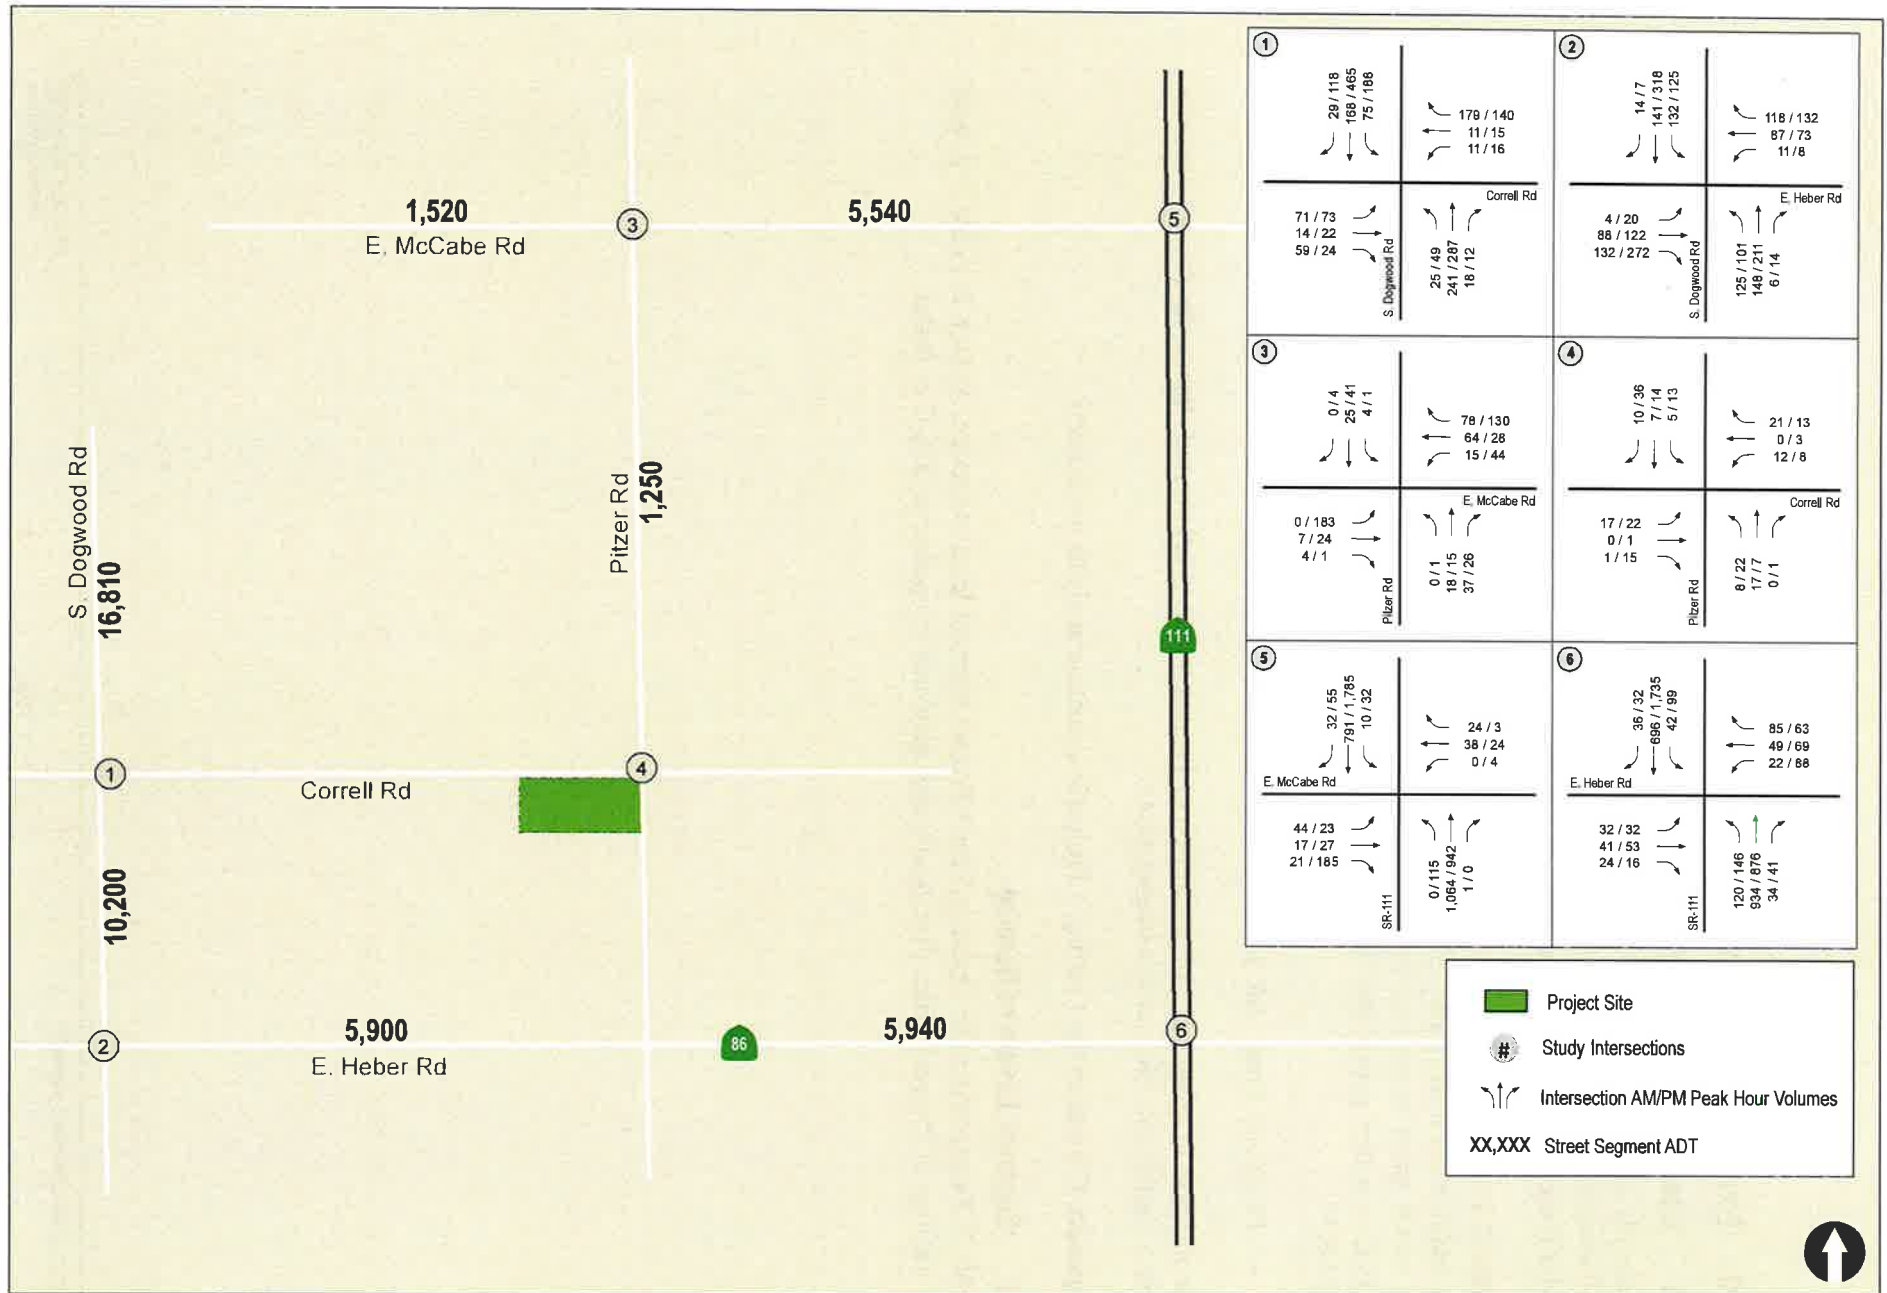 1,520
E. McCabe Rd
3
5,540
5
S. Dogwood Rd
16,810
Pitzer Rd
1,250
111
1
Correll Rd
4
10,200
2
5,900
E. Heber Rd
86
5,940
6
1
29 / 118
168 / 465
75 / 188
179 / 140
11 / 15
11 / 16
Correll Rd
71 / 73
14 / 22
59 / 24
S. Dogwood Rd
25 / 49
241 / 287
18 / 12
2
14 / 7
141 / 318
132 / 125
118 / 132
87 / 73
11 / 8
E. Heber Rd
4 / 20
88 / 122
132 / 272
S. Dogwood Rd
125 / 101
148 / 211
6 / 14
3
0 / 4
25 / 41
4 / 1
78 / 130
64 / 28
15 / 44
E. McCabe Rd
0 / 183
7 / 24
4 / 1
Pitzer Rd
0 / 1
18 / 15
37 / 26
4
10 / 36
7 / 14
5 / 13
21 / 13
0 / 3
12 / 8
Correll Rd
17 / 22
0 / 1
1 / 15
Pitzer Rd
8 / 22
17 / 7
0 / 1
5
32 / 55
791 / 1,785
10 / 32
24 / 3
38 / 24
0 / 4
E. McCabe Rd
44 / 23
17 / 27
21 / 185
SR-111
0 / 115
1,064 / 942
1 / 0
6
36 / 32
696 / 1,735
42 / 99
85 / 63
49 / 69
22 / 88
E. Heber Rd
32 / 32
41 / 53
24 / 16
SR-111
120 / 146
934 / 876
34 / 41
Project Site
# Study Intersections
Intersection AM/PM Peak Hour Volumes
XX,XXX Street Segment ADT